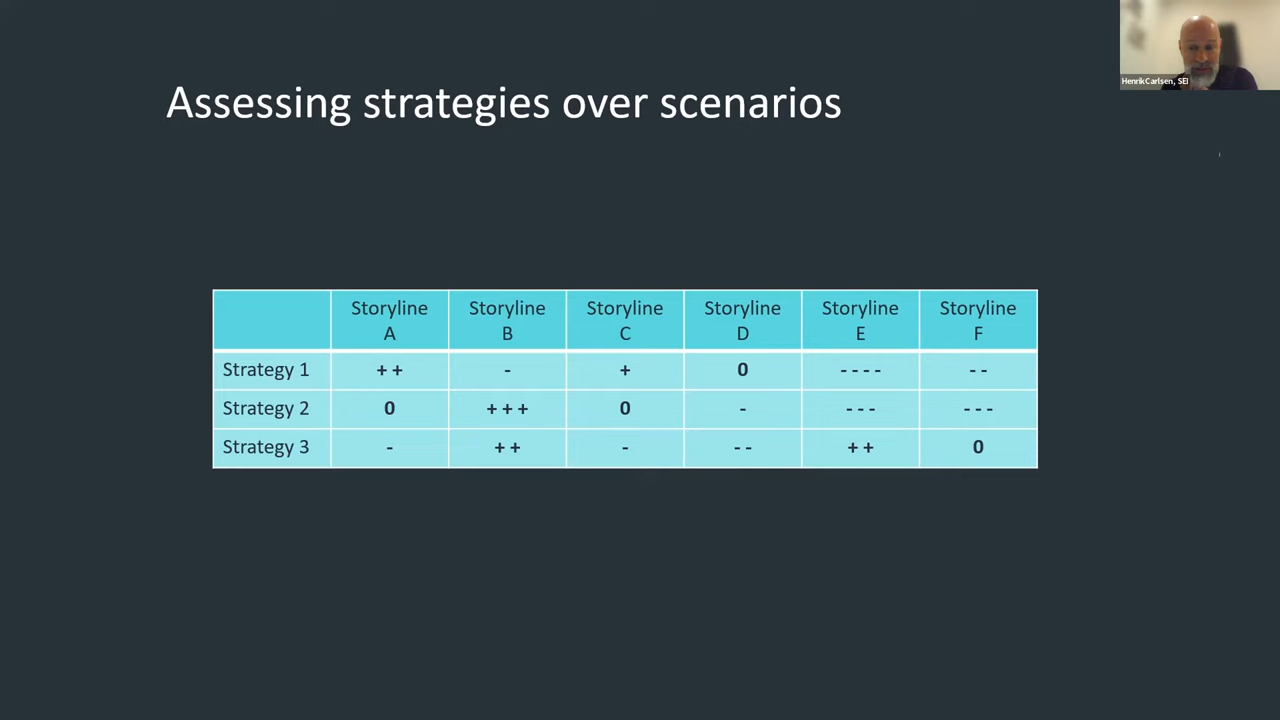 HenrikCarlsen, SEI
Assessing strategies over scenarios
Storyline A Storyline B Storyline C Storyline D Storyline E Storyline F
Strategy 1 + + - + 0 - - - - - -
Strategy 2 0 + + + 0 - - - - - - -
Strategy 3 - + + - - - + + 0